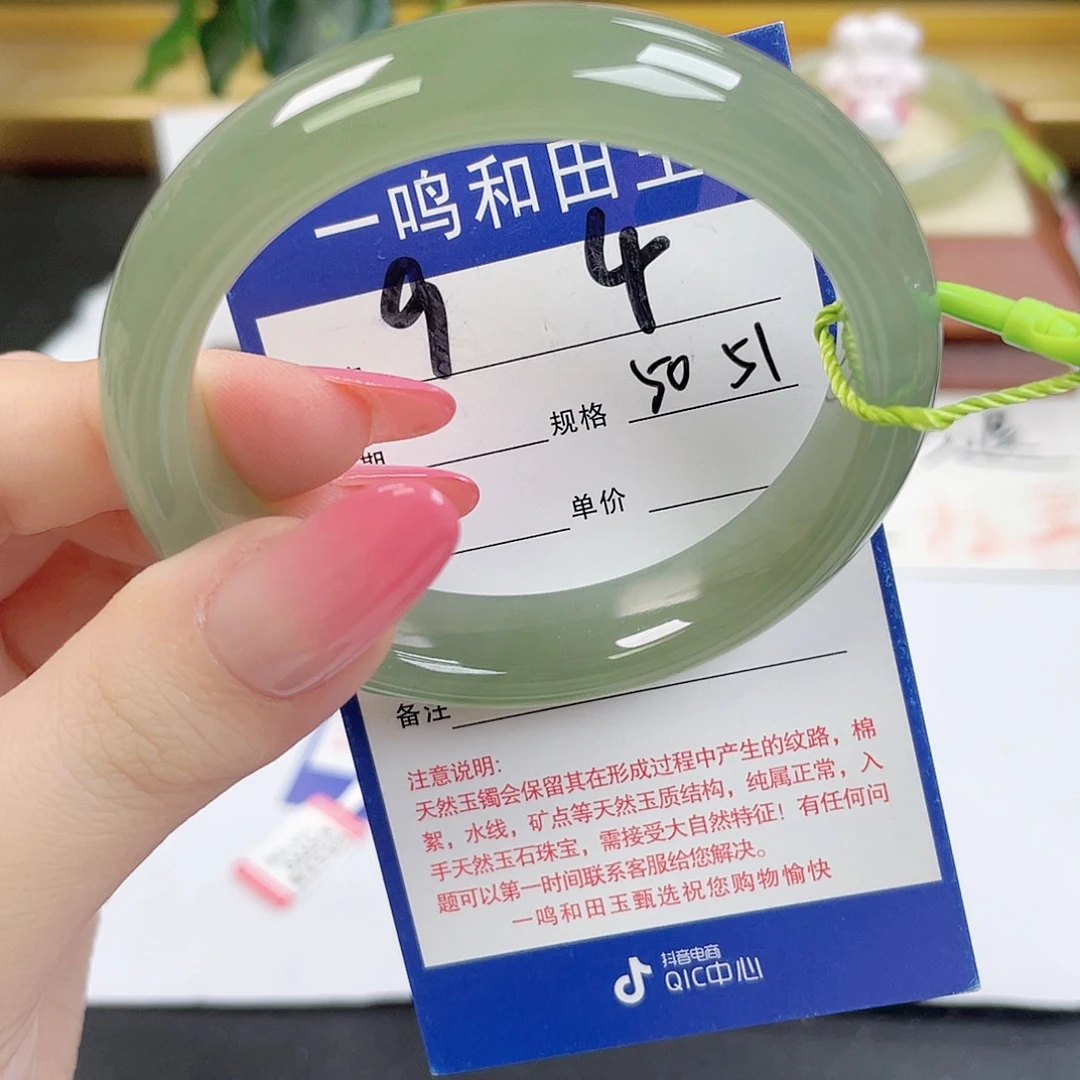 一鸣和田玉
9 4
规格 50 51
单价
备注
注意说明:
天然玉镯会保留其在形成过程中产生的纹路，棉
絮，水线，矿点等天然玉质结构，纯属正常，入
手天然玉石珠宝，需接受大自然特征！有任何问
题可以第一时间联系客服给您解决。
一鸣和田玉甄选祝您购物愉快
抖音电商
QIC中心